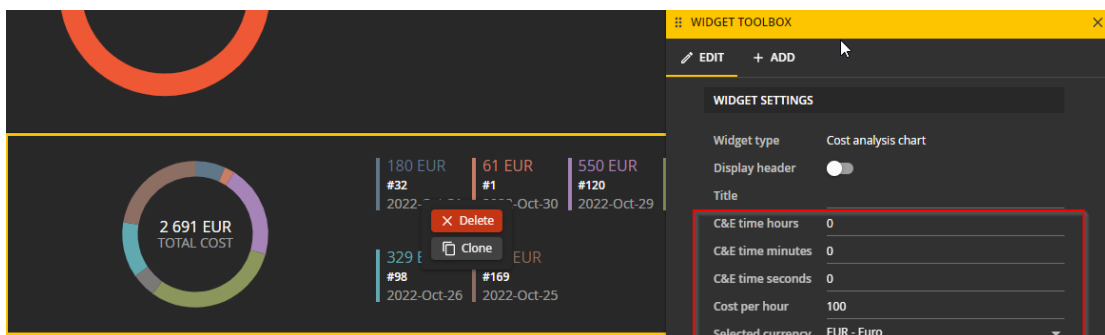 WIDGET TOOLBOX
EDIT
ADD
WIDGET SETTINGS
Widget type Cost analysis chart
Display header
Title
C&E time hours 0
C&E time minutes 0
C&E time seconds 0
Cost per hour 100
Selected currency EUR - Euro
2 691 EUR
TOTAL COST
180 EUR
#32
61 EUR
#1
550 EUR
#120
2022-Oct-29
Delete
Clone
#98
2022-Oct-26
EUR
#169
2022-Oct-25